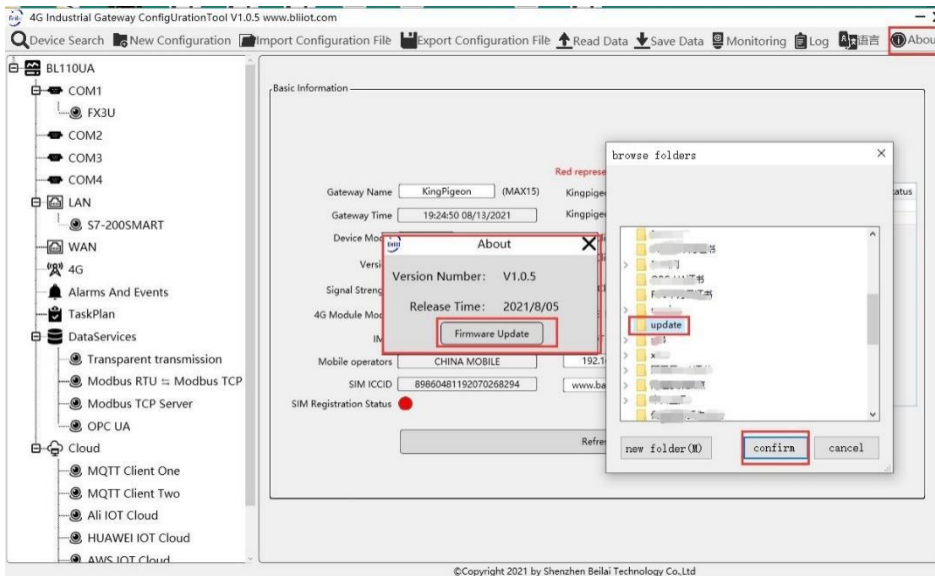 4G Industrial Gateway ConfigUrationTool V1.0.5 www.bliiot.com
Device Search New Configuration Import Configuration File Export Configuration File Read Data Save Data Monitoring Log 语言 Abou
BL110UA
COM1
FX3U
COM2
COM3
COM4
LAN
S7-200SMART
WAN
4G
Alarms And Events
TaskPlan
DataServices
Transparent transmission
Modbus RTU ⇆ Modbus TCP
Modbus TCP Server
OPC UA
Cloud
MQTT Client One
MQTT Client Two
Ali IOT Cloud
HUAWEI IOT Cloud
AWS IOT Cloud
Basic Information
Red represe
Gateway Name KingPigeon (MAX15) Kingpige
Gateway Time 19:24:50 08/13/2021 Kingpige
Device Mod
Versi
Signal Streng
4G Module Mod
IM
Mobile operators CHINA MOBILE 192.1
SIM ICCID 89860481192070268294 www.ba
SIM Registration Status
Refre
atus
About
Version Number: V1.0.5
Release Time: 2021/8/05
Firmware Update
browse folders
update
new folder(M) confirm cancel
©Copyright 2021 by Shenzhen Beilai Technology Co.,Ltd